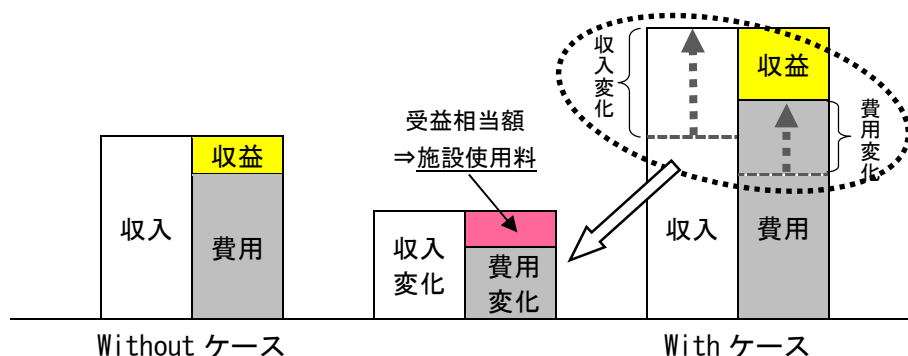 収益
収入
費用
Without ケース
受益相当額
⇒施設使用料
収入
変化
費用
変化
収入変化
収益
費用変化
収入
費用
With ケース